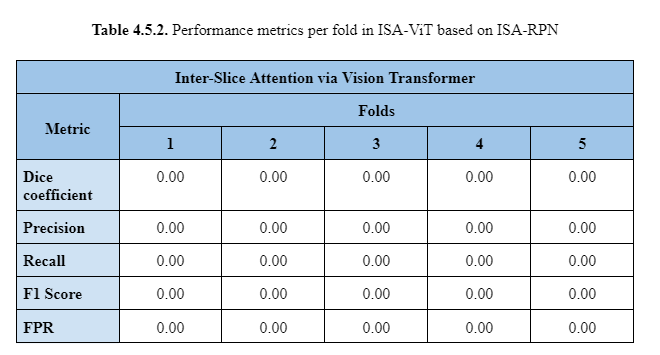 Table 4.5.2. Performance metrics per fold in ISA-ViT based on ISA-RPN
Inter-Slice Attention via Vision Transformer
Metric
Folds
1 2 3 4 5
Dice
coefficient
0.00 0.00 0.00 0.00 0.00
Precision 0.00 0.00 0.00 0.00 0.00
Recall 0.00 0.00 0.00 0.00 0.00
F1 Score 0.00 0.00 0.00 0.00 0.00
FPR 0.00 0.00 0.00 0.00 0.00